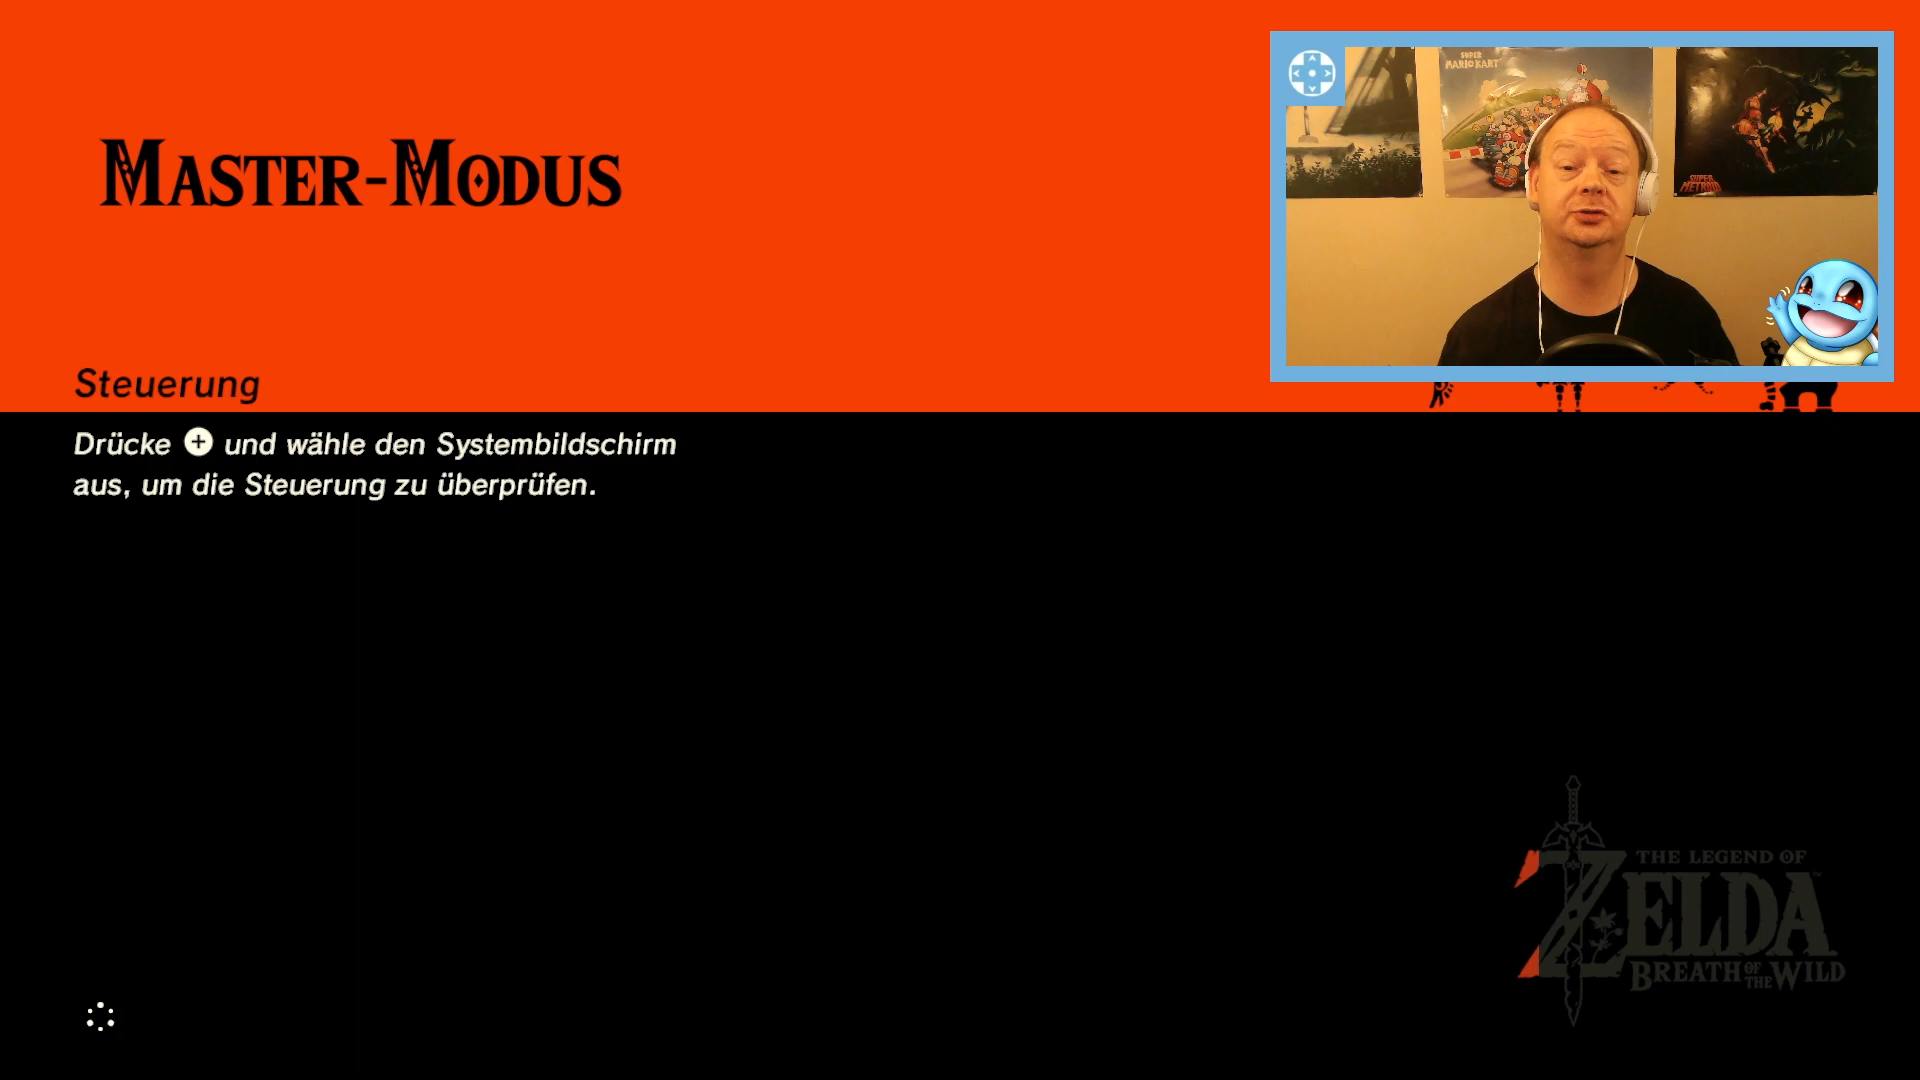 Master-Modus
SUPER
MARIO KART
SUPER
METROID
Steuerung
Drücke + und wähle den Systembildschirm
aus, um die Steuerung zu überprüfen.
THE LEGEND OF
ZELDA
BREATH OF THE WILD